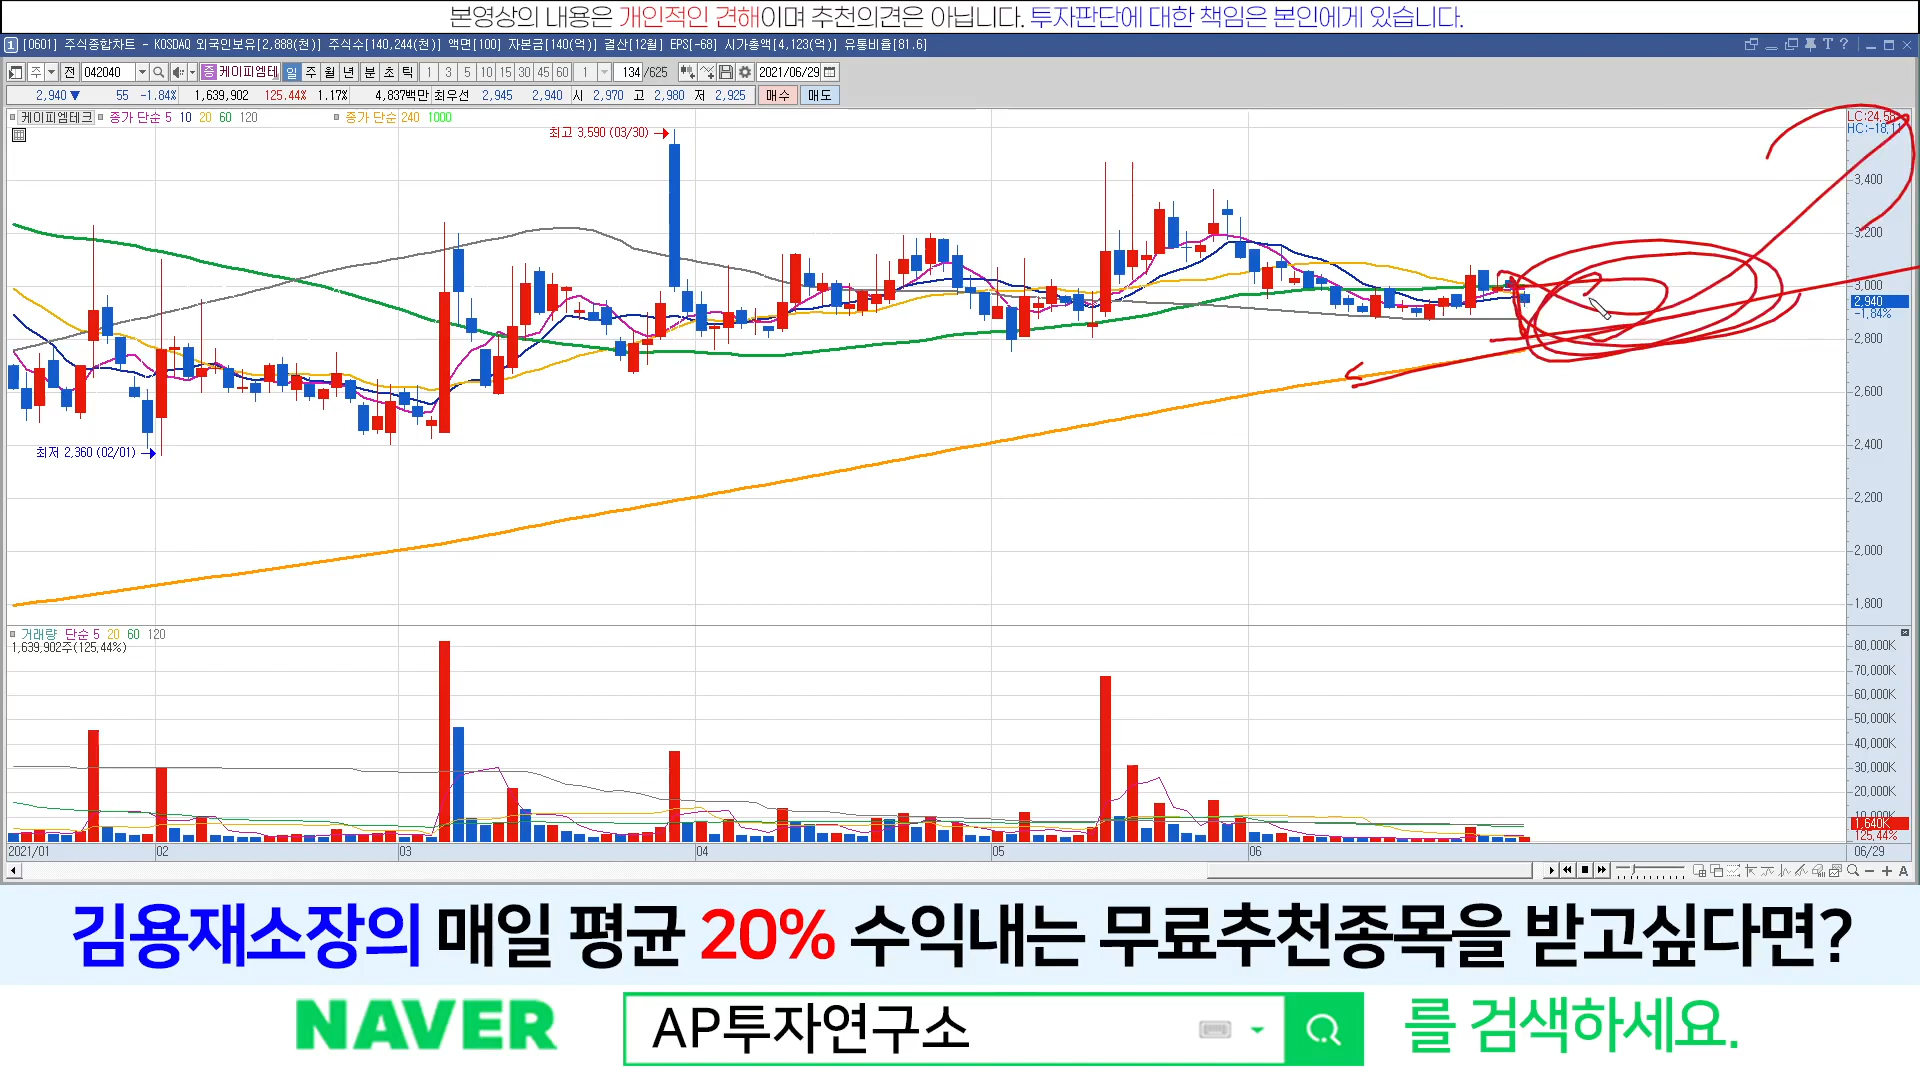 본영상의 내용은 개인적인 견해이며 추천의견은 아닙니다. 투자판단에 대한 책임은 본인에게 있습니다.
1 [0601] 주식종합차트 - KOSDAQ 외국인보유[2,888(천)] 주식수[140,244(천)] 액면[100] 자본금[140(억)] 결산[12월] EPS[-68] 시가총액[4,123(억)] 유통비율[81.6]
주 전 042040 증 케이피엠테 일 주 월 년 분 초 틱 1 3 5 10 15 30 45 60 1 134 /625 2021/06/29
2,940 ▼ 55 -1.84% 1,639,902 125.44% 1.17% 4,837백만 최우선 2,945 2,940 시 2,970 고 2,980 저 2,925 매수 매도
케이피엠테크 종가 단순 5 10 20 60 120 종가 단순 240 1000
최고 3,590 (03/30)
최저 2,360 (02/01)
3,400
3,200
3,000
2,940
-1.84%
2,800
2,600
2,400
2,200
2,000
1,800
거래량 단순 5 20 60 120
1,639,902주(125.44%)
80,000K
70,000K
60,000K
50,000K
40,000K
30,000K
20,000K
10,000K
1,640K
125.44%
2021/01 02 03 04 05 06 06/29
김용재소장의 매일 평균 20% 수익내는 무료추천종목을 받고싶다면?
NAVER AP투자연구소 를 검색하세요.